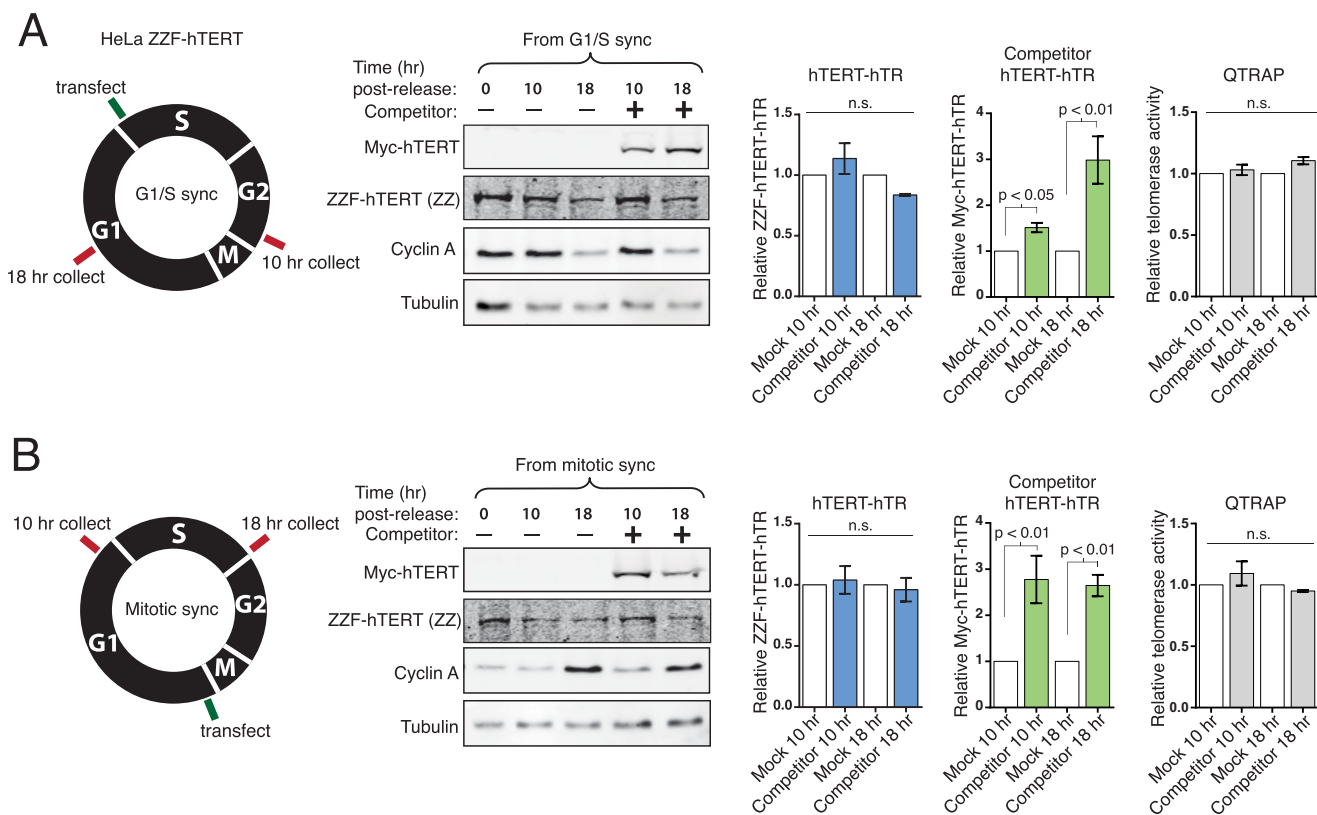 A
HeLa ZZF-hTERT
transfect
S
G1/S sync
G2
G1
M
18 hr collect
10 hr collect
From G1/S sync
Time (hr)
post-release: 0 10 18 10 18
Competitor: – – – + +
Myc-hTERT
ZZF-hTERT (ZZ)
Cyclin A
Tubulin
hTERT-hTR
n.s.
Relative ZZF-hTERT-hTR
1.5
1.0
0.5
0.0
Mock 10 hr
Competitor 10 hr
Mock 18 hr
Competitor 18 hr
Competitor
hTERT-hTR
p < 0.01
p < 0.05
Relative Myc-hTERT-hTR
4
3
2
1
0
Mock 10 hr
Competitor 10 hr
Mock 18 hr
Competitor 18 hr
QTRAP
n.s.
Relative telomerase activity
1.5
1.0
0.5
0.0
Mock 10 hr
Competitor 10 hr
Mock 18 hr
Competitor 18 hr
B
10 hr collect
18 hr collect
S
Mitotic sync
G2
G1
M
transfect
From mitotic sync
Time (hr)
post-release: 0 10 18 10 18
Competitor: – – – + +
Myc-hTERT
ZZF-hTERT (ZZ)
Cyclin A
Tubulin
hTERT-hTR
n.s.
Relative ZZF-hTERT-hTR
1.5
1.0
0.5
0.0
Mock 10 hr
Competitor 10 hr
Mock 18 hr
Competitor 18 hr
Competitor
hTERT-hTR
p < 0.01
p < 0.01
Relative Myc-hTERT-hTR
4
3
2
1
0
Mock 10 hr
Competitor 10 hr
Mock 18 hr
Competitor 18 hr
QTRAP
n.s.
Relative telomerase activity
1.5
1.0
0.5
0.0
Mock 10 hr
Competitor 10 hr
Mock 18 hr
Competitor 18 hr